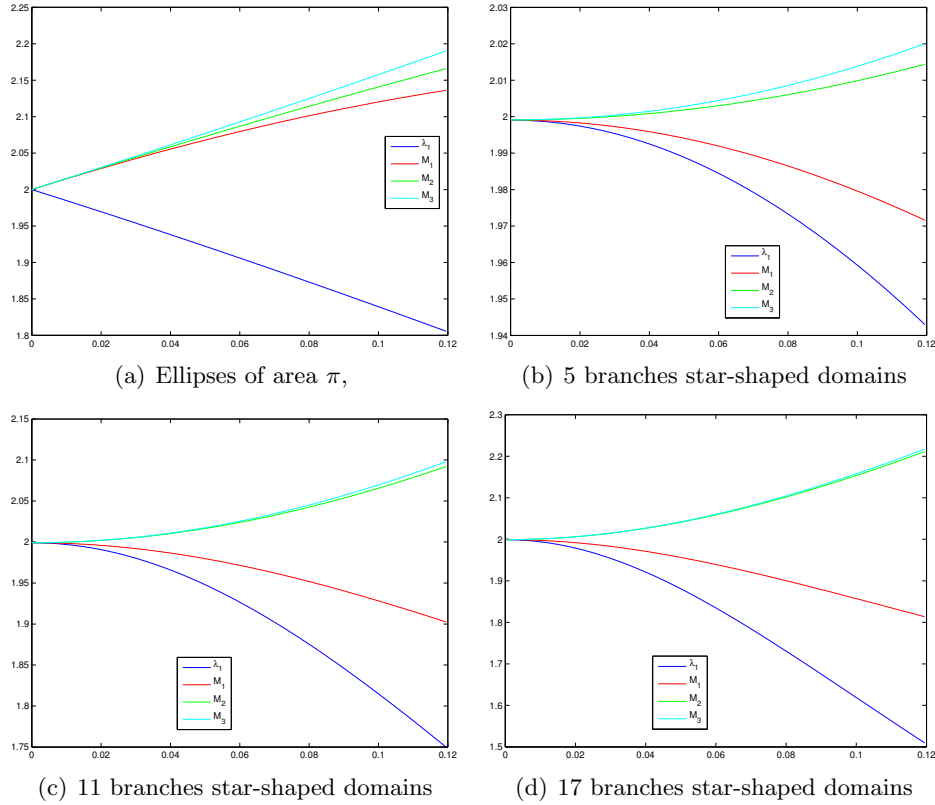 2.25
2.2
2.15
2.1
2.05
2
1.95
1.9
1.85
1.8
0 0.02 0.04 0.06 0.08 0.1 0.12
λ₁
M₁
M₂
M₃
(a) Ellipses of area π,
2.03
2.02
2.01
2
1.99
1.98
1.97
1.96
1.95
1.94
0 0.02 0.04 0.06 0.08 0.1 0.12
λ₁
M₁
M₂
M₃
(b) 5 branches star-shaped domains
2.15
2.1
2.05
2
1.95
1.9
1.85
1.8
1.75
0 0.02 0.04 0.06 0.08 0.1 0.12
λ₁
M₁
M₂
M₃
(c) 11 branches star-shaped domains
2.3
2.2
2.1
2
1.9
1.8
1.7
1.6
1.5
0 0.02 0.04 0.06 0.08 0.1 0.12
λ₁
M₁
M₂
M₃
(d) 17 branches star-shaped domains